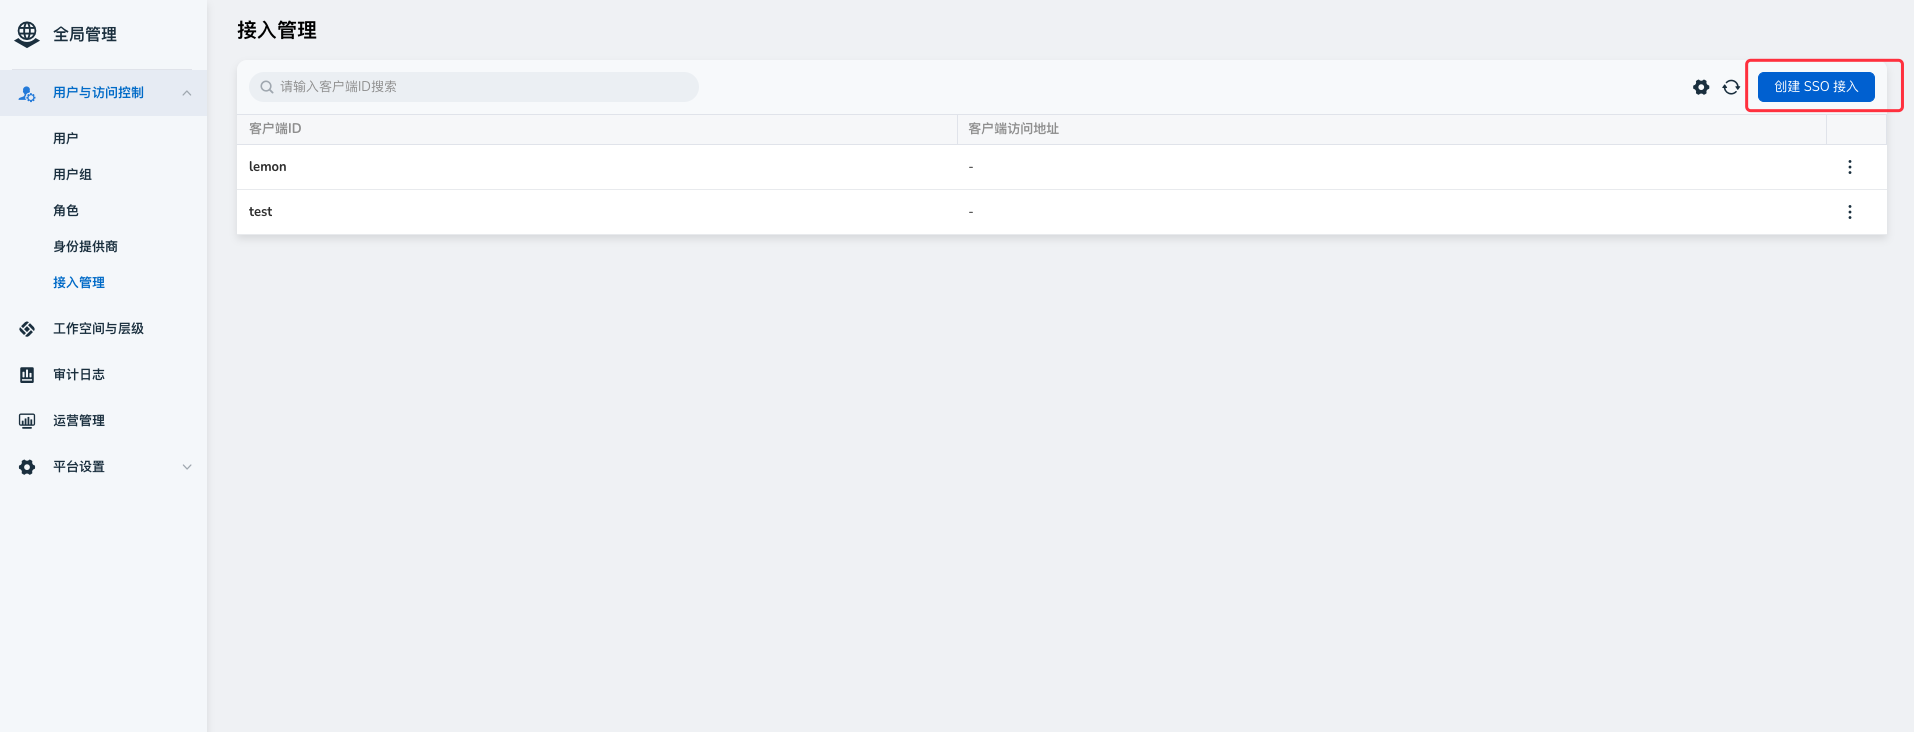 全局管理
用户与访问控制
用户
用户组
角色
身份提供商
接入管理
工作空间与层级
审计日志
运营管理
平台设置
接入管理
请输入客户端ID搜索
创建 SSO 接入
客户端ID 客户端访问地址
lemon -
test -